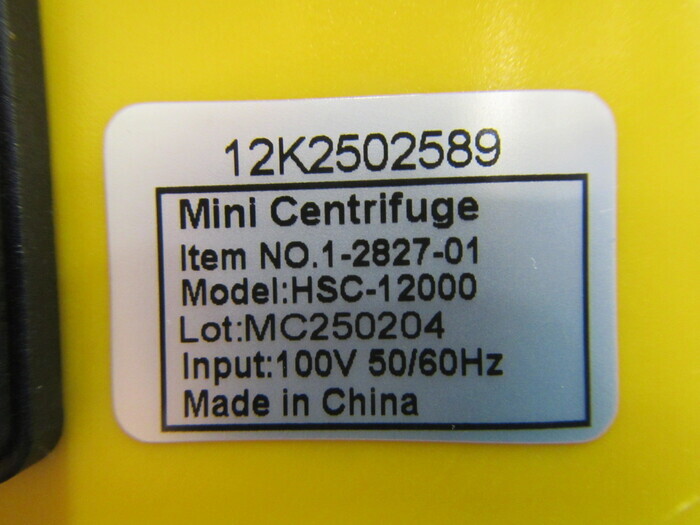 12K2502589
Mini Centrifuge
Item NO.1-2827-01
Model:HSC-12000
Lot:MC250204
Input:100V 50/60Hz
Made in China